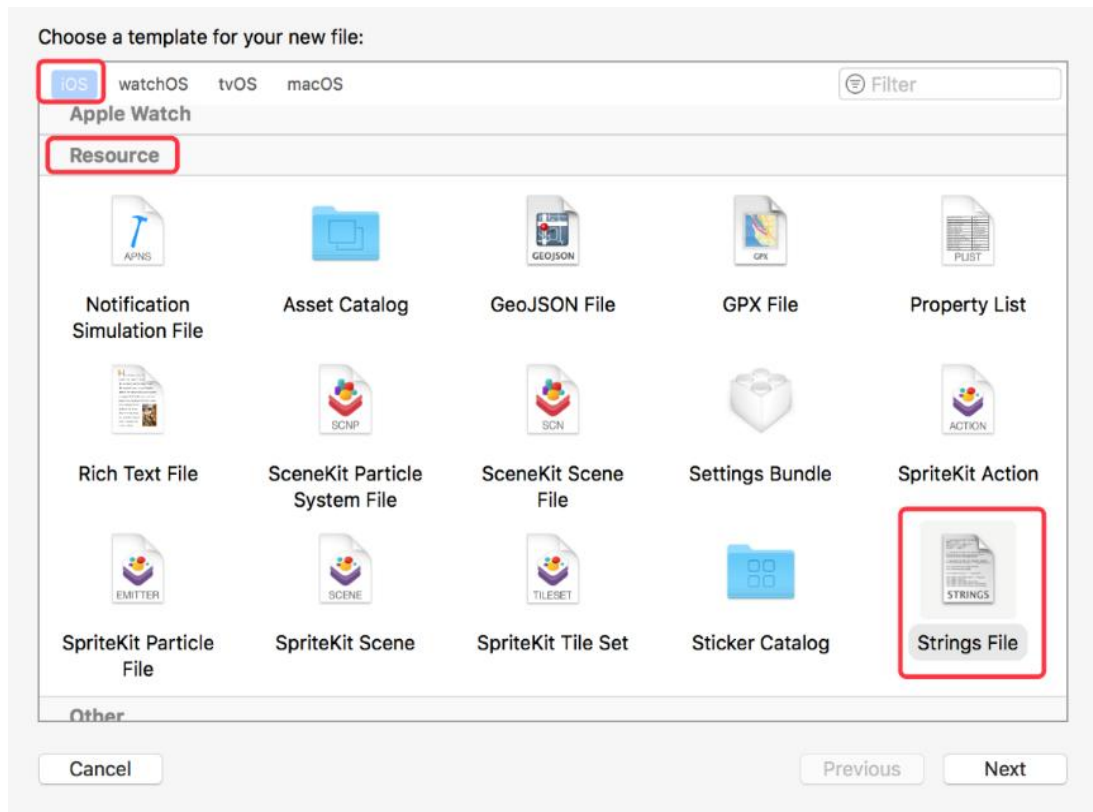 Choose a template for your new file:
iOS watchOS tvOS macOS Filter
Apple Watch
Resource
APNS GEOJSON GPX PLIST
Notification Simulation File
Asset Catalog
GeoJSON File
GPX File
Property List
SCNP SCN ACTION
Rich Text File
SceneKit Particle System File
SceneKit Scene File
Settings Bundle
SpriteKit Action
EMITTER SCENE TILESET STRINGS
SpriteKit Particle File
SpriteKit Scene
SpriteKit Tile Set
Sticker Catalog
Strings File
Other
Cancel Previous Next